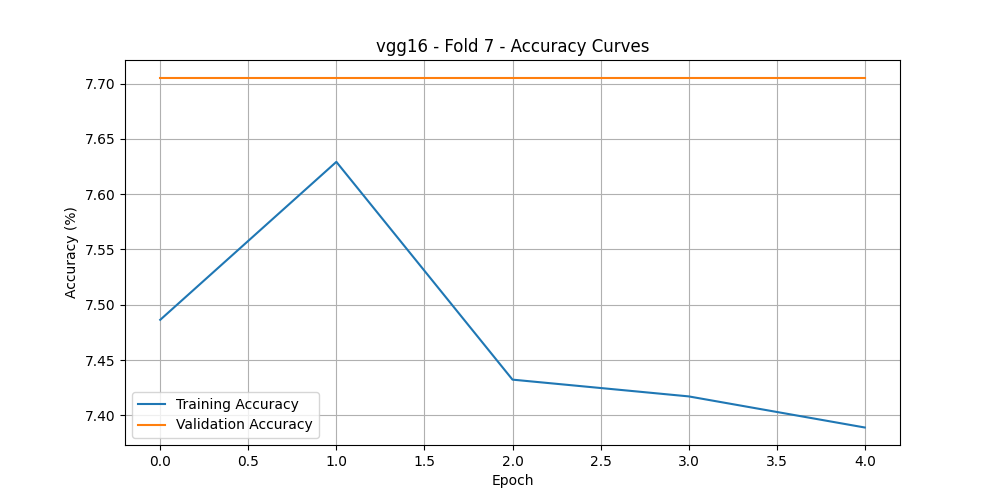 vgg16 - Fold 7 - Accuracy Curves
7.70
7.65
7.60
7.55
7.50
7.45
7.40
Accuracy (%)
Training Accuracy
Validation Accuracy
0.0 0.5 1.0 1.5 2.0 2.5 3.0 3.5 4.0
Epoch